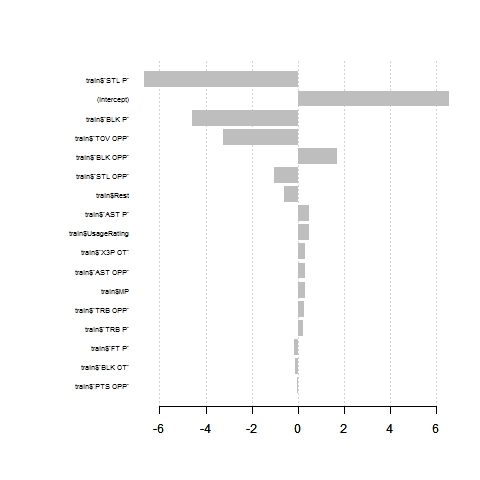 train$`STL P`
(Intercept)
train$`BLK P`
train$`TOV OPP`
train$`BLK OPP`
train$`STL OPP`
train$Rest
train$`AST P`
train$UsageRating
train$`X3P OT`
train$`AST OPP`
train$MP
train$`TRB OPP`
train$`TRB P`
train$`FT P`
train$`BLK OT`
train$`PTS OPP`
-6 -4 -2 0 2 4 6